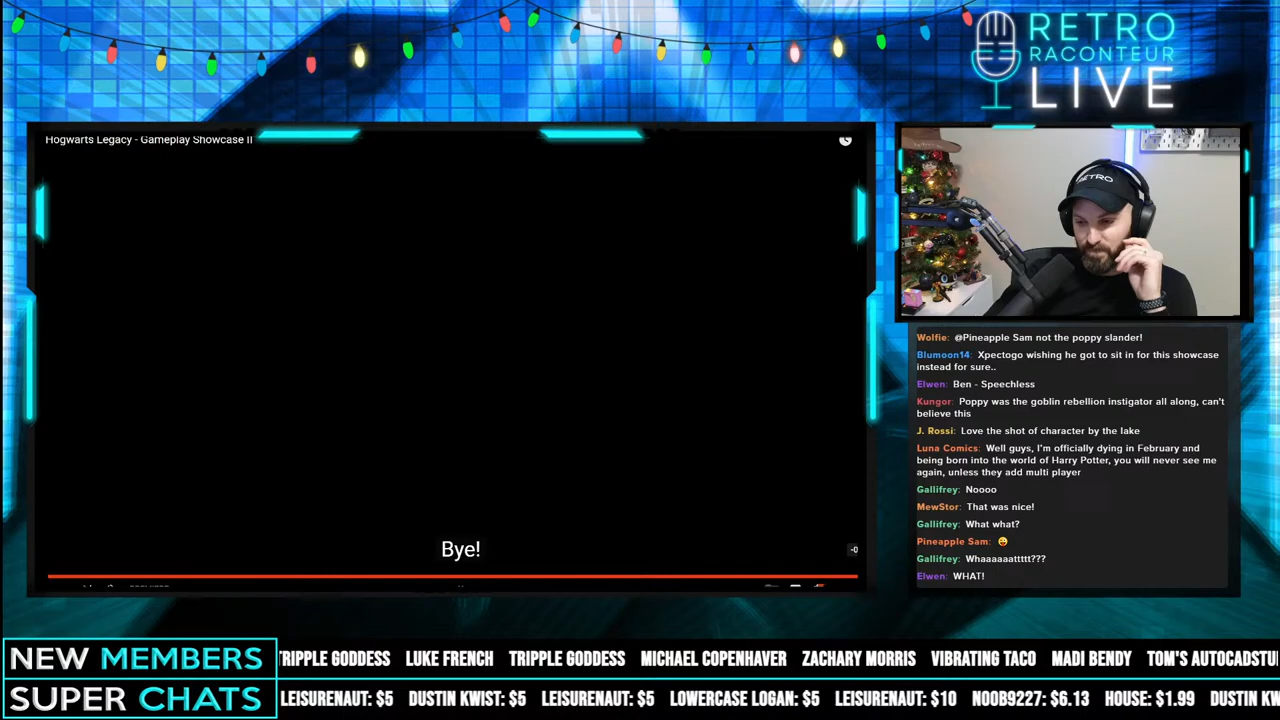 RETRO
RACONTEUR
LIVE
Hogwarts Legacy - Gameplay Showcase II
RETRO
Wolfie: @Pineapple Sam not the poppy slander!
Blumoon14: Xpectogo wishing he got to sit in for this showcase
instead for sure..
Elwen: Ben - Speechless
Kungor: Poppy was the goblin rebellion instigator all along, can't
believe this
J. Rossi: Love the shot of character by the lake
Luna Comics: Well guys, I'm officially dying in February and
being born into the world of Harry Potter, you will never see me
again, unless they add multi player
Gallifrey: Noooo
MewStor: That was nice!
Gallifrey: What what?
Pineapple Sam: 😛
Gallifrey: Whaaaaaattttt???
Elwen: WHAT!
Bye!
-0
NEW MEMBERS TRIPPLE GODDESS LUKE FRENCH TRIPPLE GODDESS MICHAEL COPENHAVER ZACHARY MORRIS VIBRATING TACO MADI BENDY TOM'S AUTOCADSTU
SUPER CHATS LEISURENAUT: $5 DUSTIN KWIST: $5 LEISURENAUT: $5 LOWERCASE LOGAN: $5 LEISURENAUT: $10 NOOB9227: $6.13 HOUSE: $1.99 DUSTIN KW